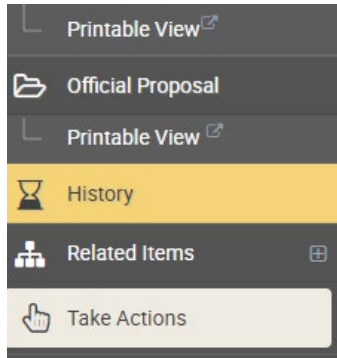 Printable View
Official Proposal
Printable View
History
Related Items
Take Actions